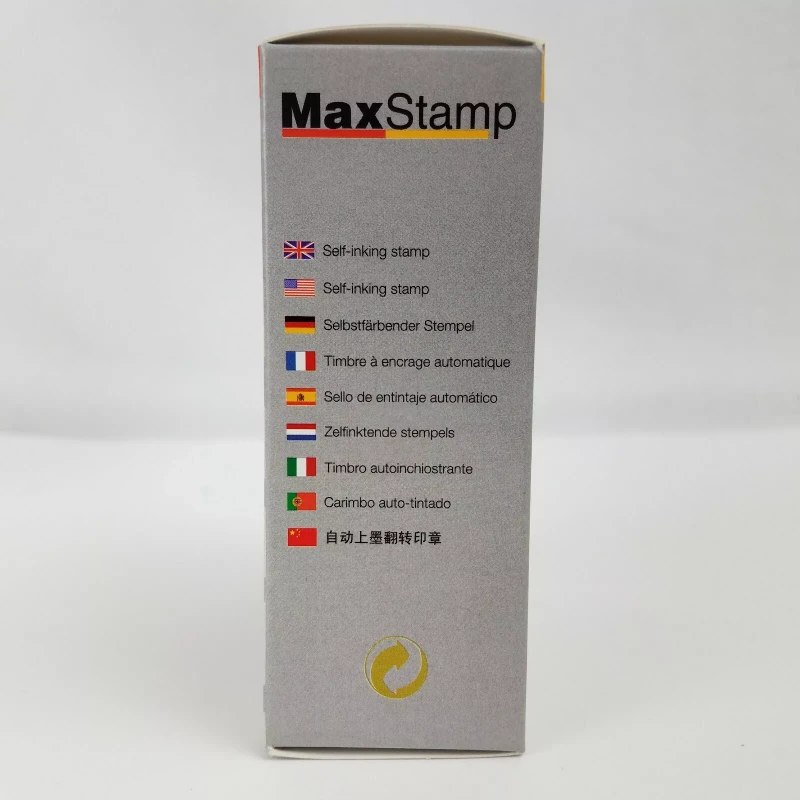 MaxStamp
Self-inking stamp
Self-inking stamp
Selbstfärbender Stempel
Timbre à encrage automatique
Sello de entintaje automático
Zelfinktende stempels
Timbro autoinchiostrante
Carimbo auto-tintado
自动上墨翻转印章